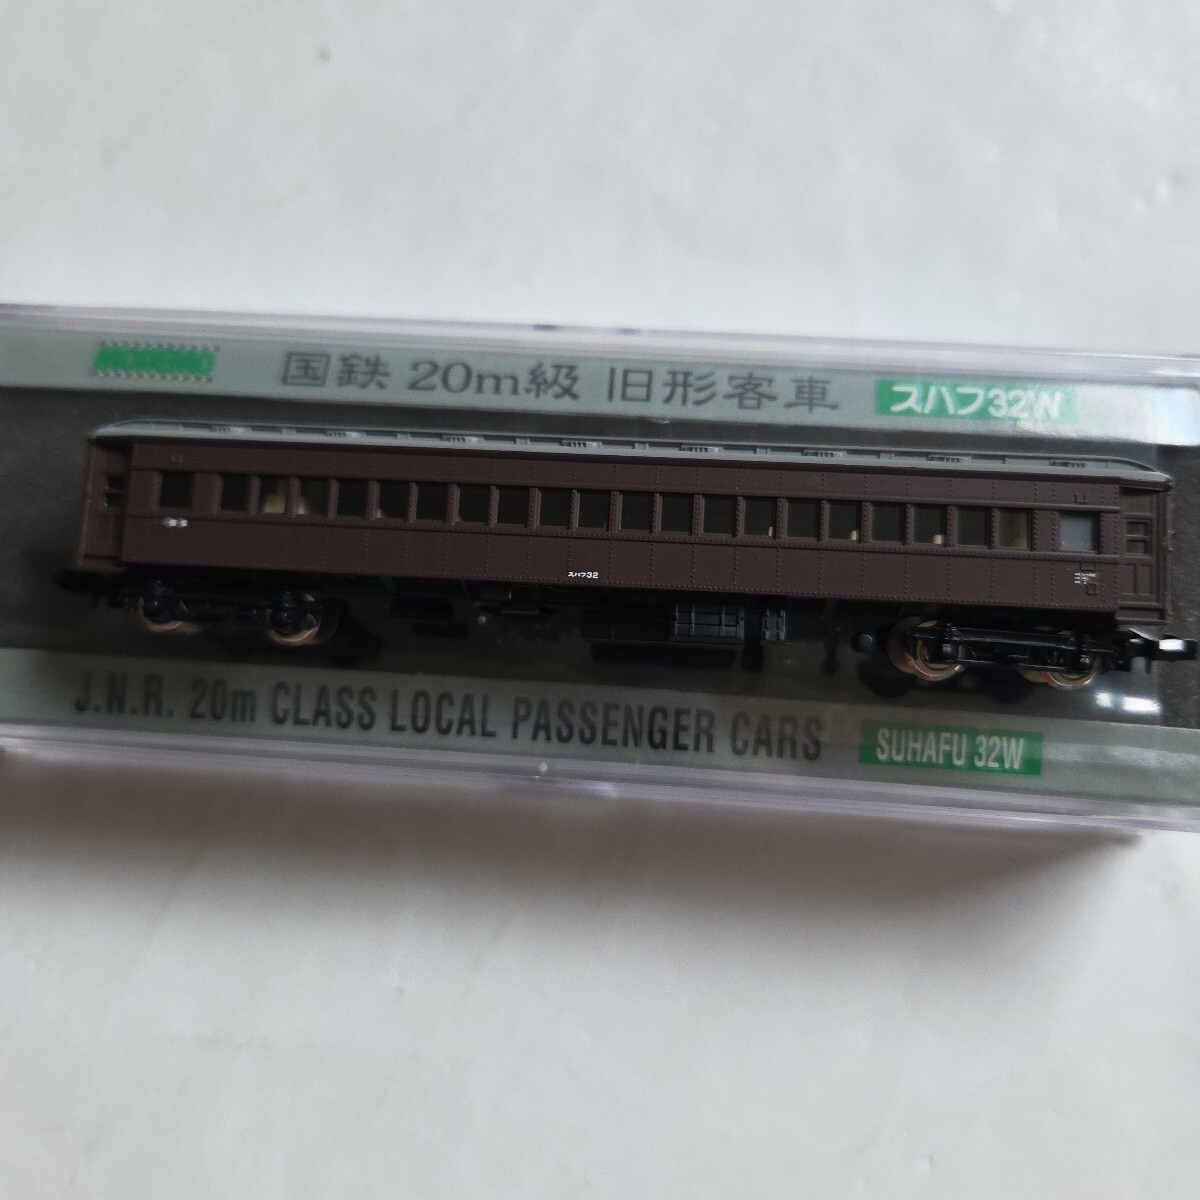 国鉄 20m級 旧形客車 スハフ32W
スハフ32
J.N.R. 20m CLASS LOCAL PASSENGER CARS SUHAFU 32W